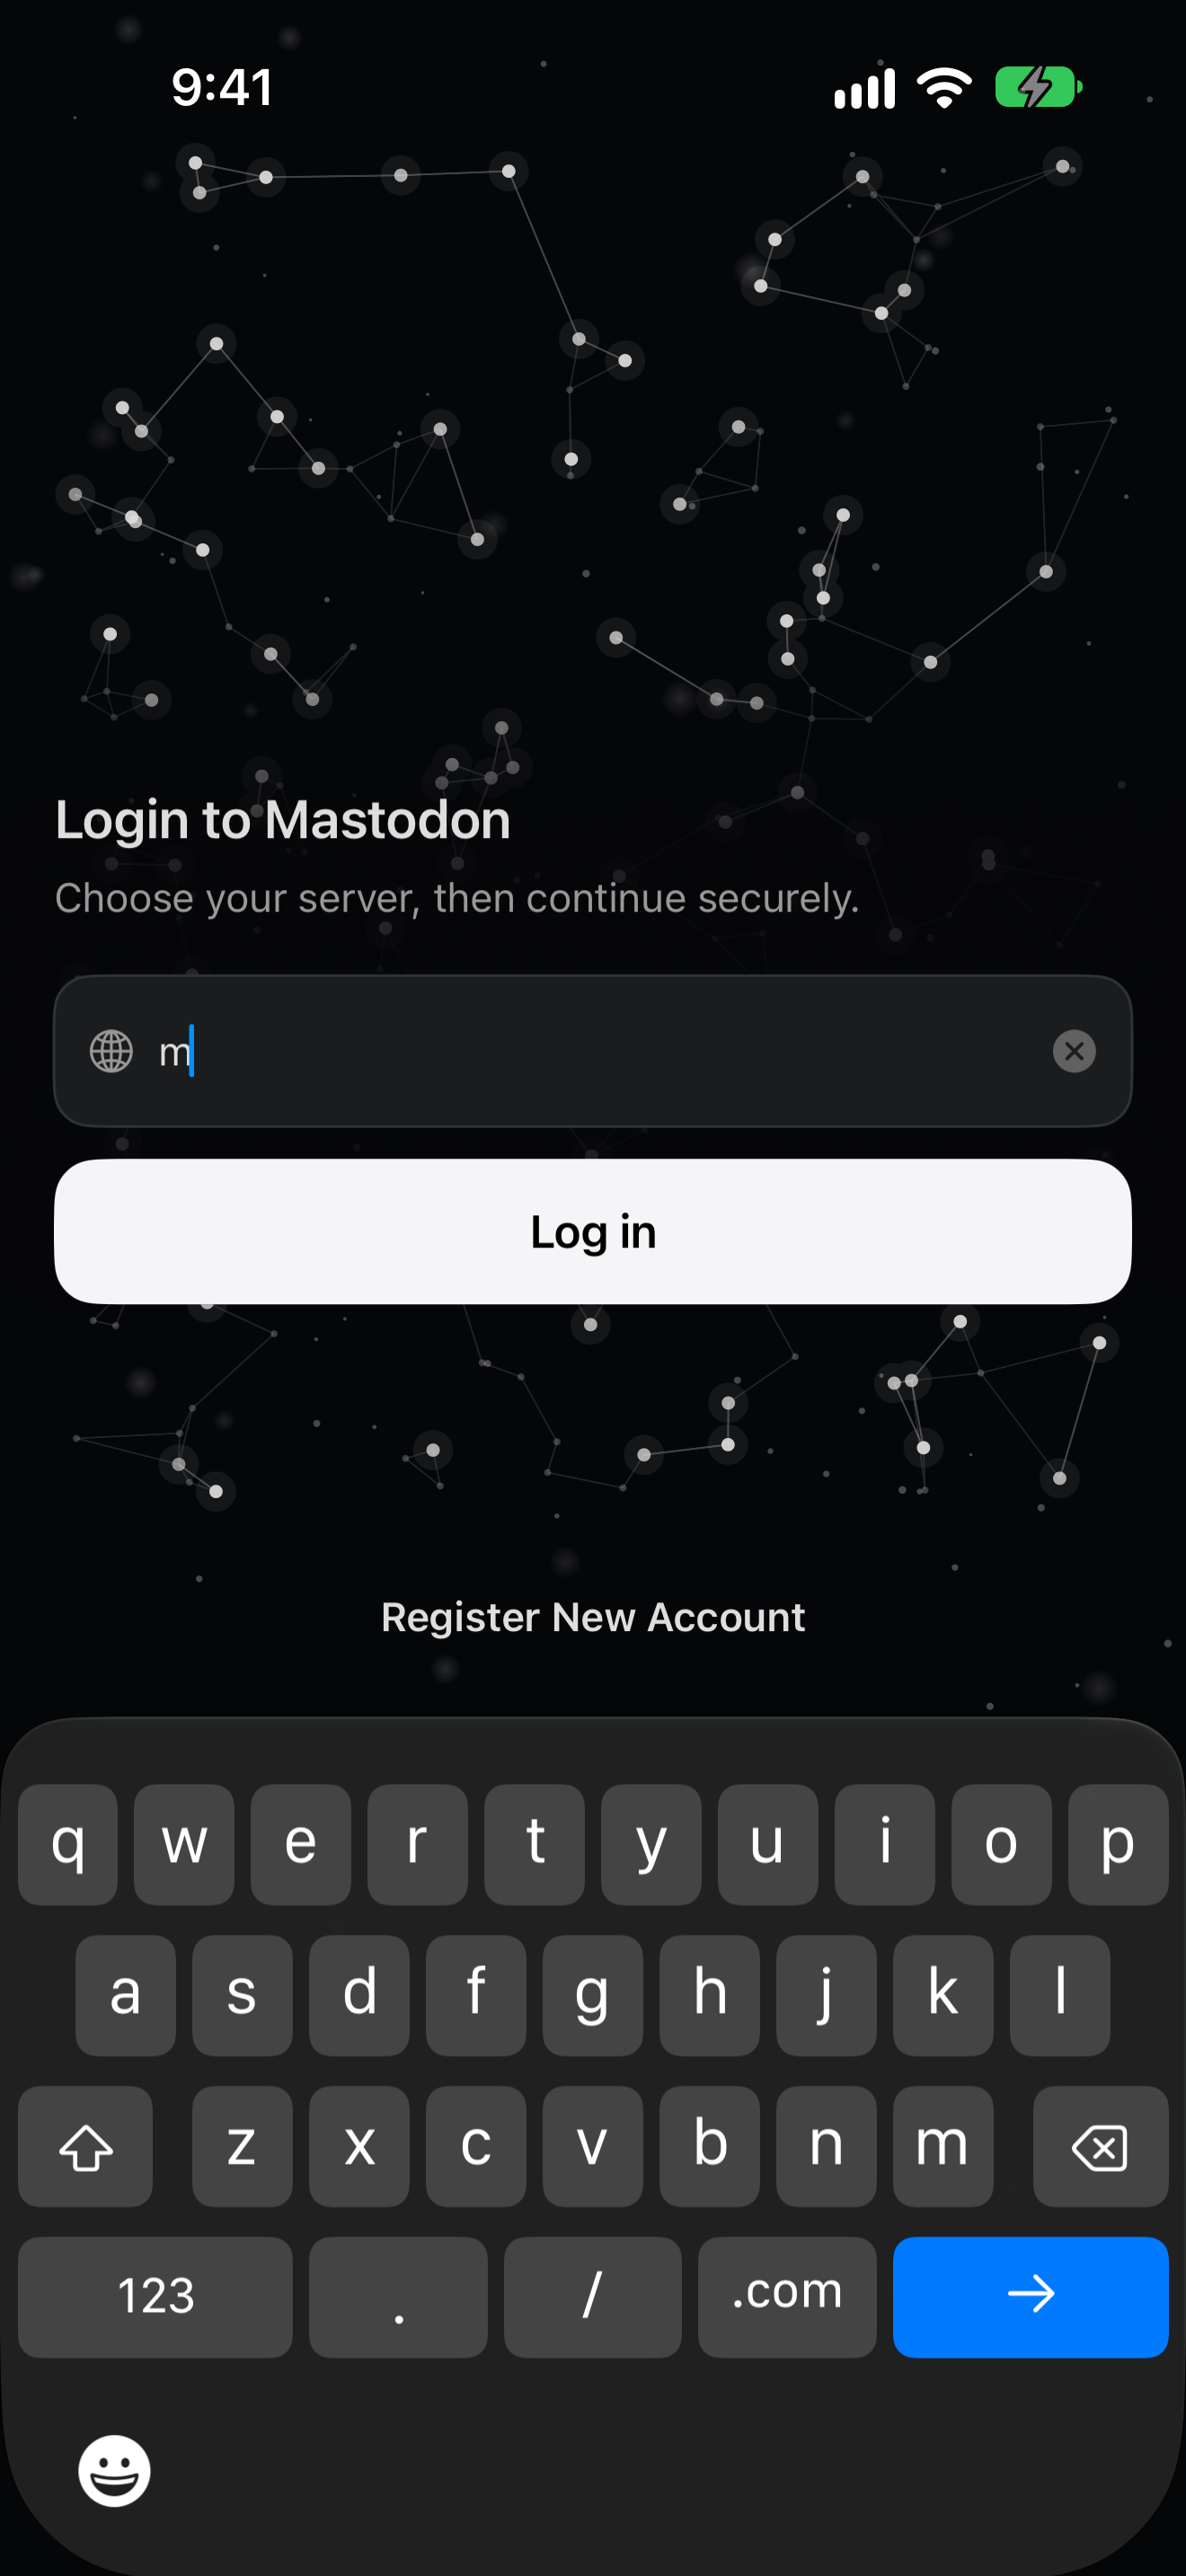 9:41
Login to Mastodon
Choose your server, then continue securely.
m
Log in
Register New Account
q w e r t y u i o p
a s d f g h j k l
z x c v b n m
123 . / .com